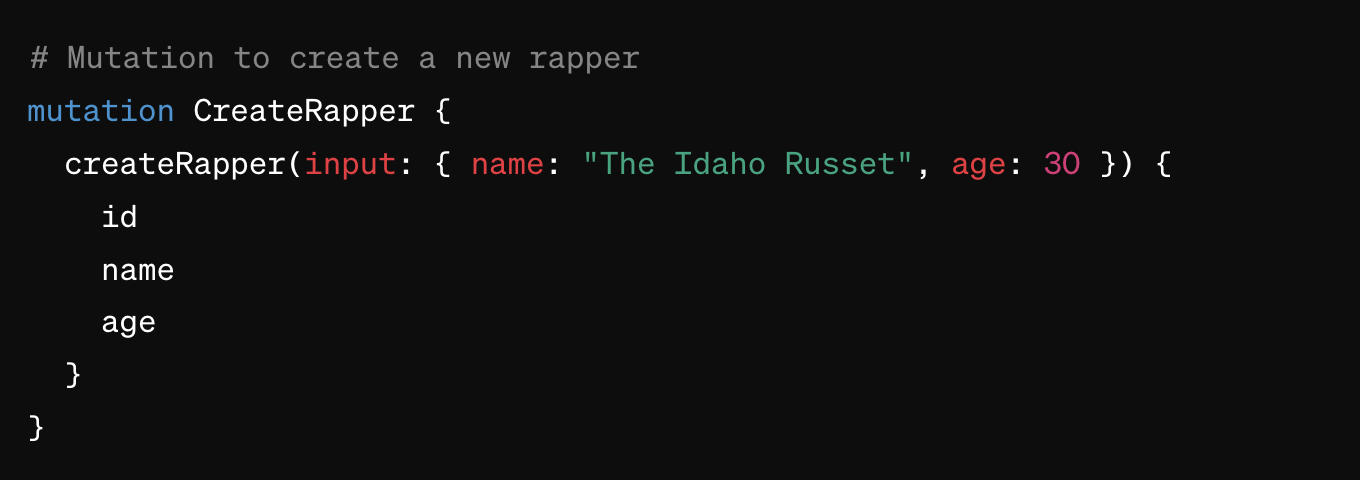 # Mutation to create a new rapper
mutation CreateRapper {
  createRapper(input: { name: "The Idaho Russet", age: 30 }) {
    id
    name
    age
  }
}